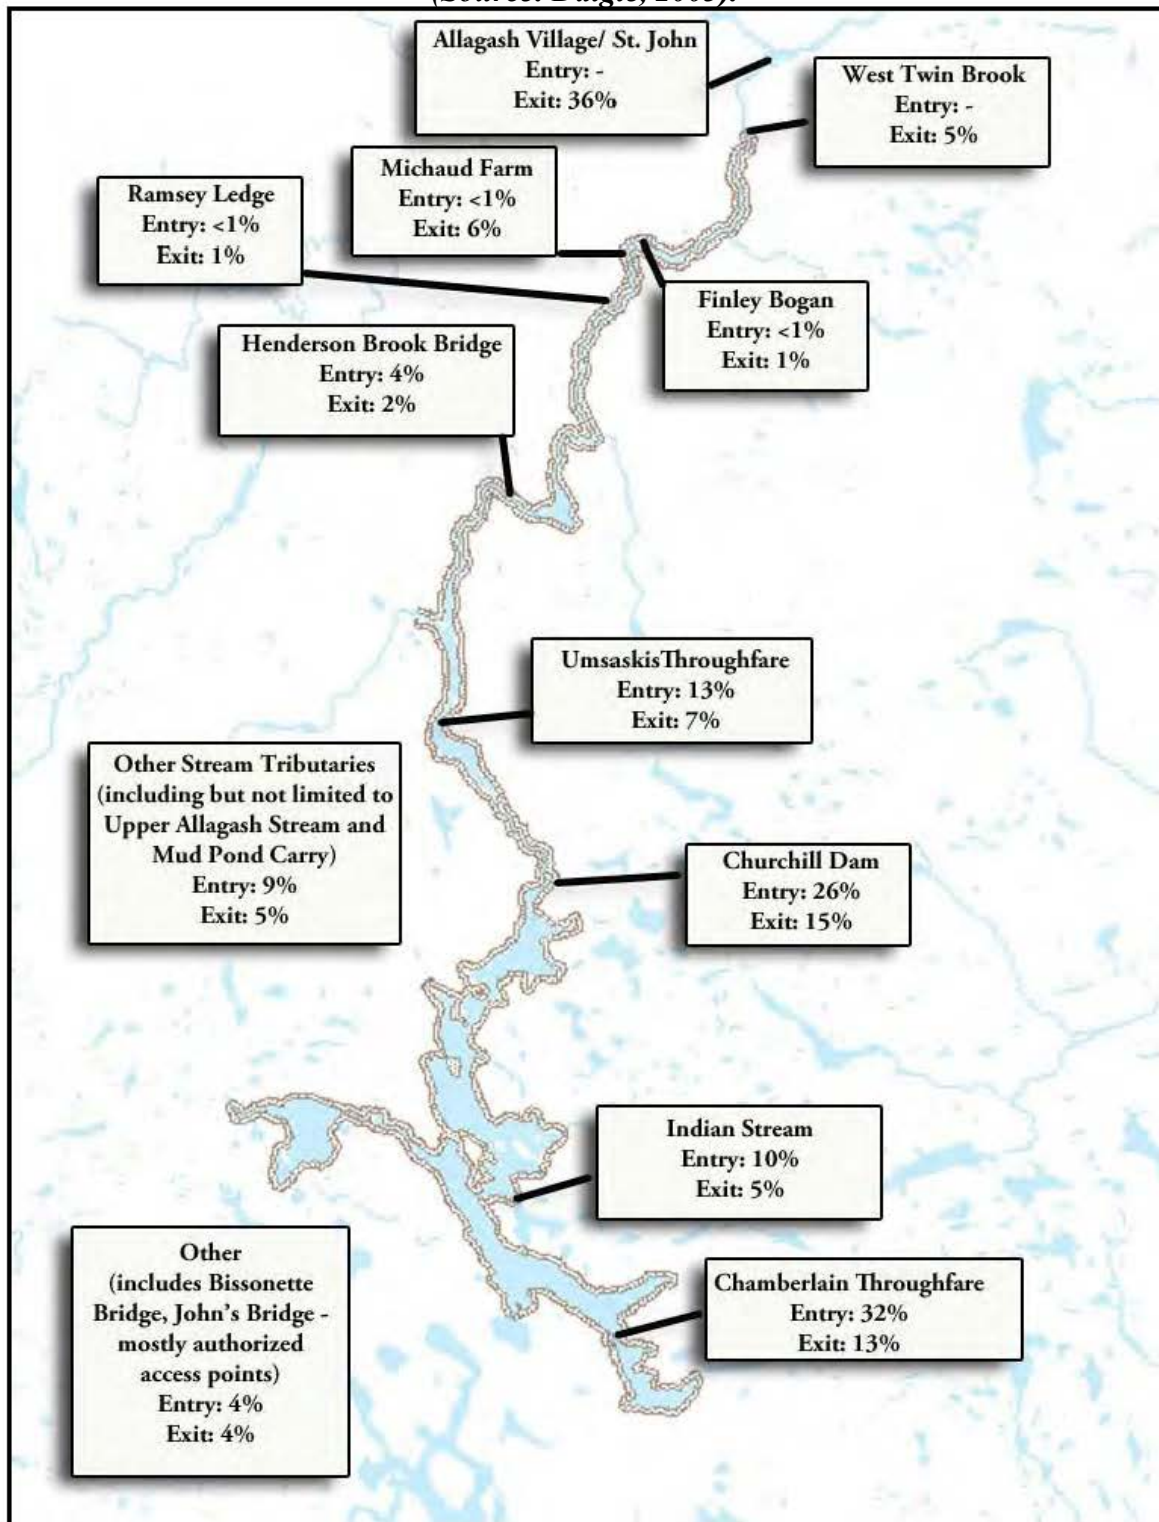 (Source: Daigle, 2005).
Allagash Village/ St. John
Entry: -
Exit: 36%
West Twin Brook
Entry: -
Exit: 5%
Michaud Farm
Entry: <1%
Exit: 6%
Ramsey Ledge
Entry: <1%
Exit: 1%
Finley Bogan
Entry: <1%
Exit: 1%
Henderson Brook Bridge
Entry: 4%
Exit: 2%
UmsaskisThroughfare
Entry: 13%
Exit: 7%
Other Stream Tributaries
(including but not limited to
Upper Allagash Stream and
Mud Pond Carry)
Entry: 9%
Exit: 5%
Churchill Dam
Entry: 26%
Exit: 15%
Indian Stream
Entry: 10%
Exit: 5%
Other
(includes Bissonette
Bridge, John's Bridge -
mostly authorized
access points)
Entry: 4%
Exit: 4%
Chamberlain Throughfare
Entry: 32%
Exit: 13%